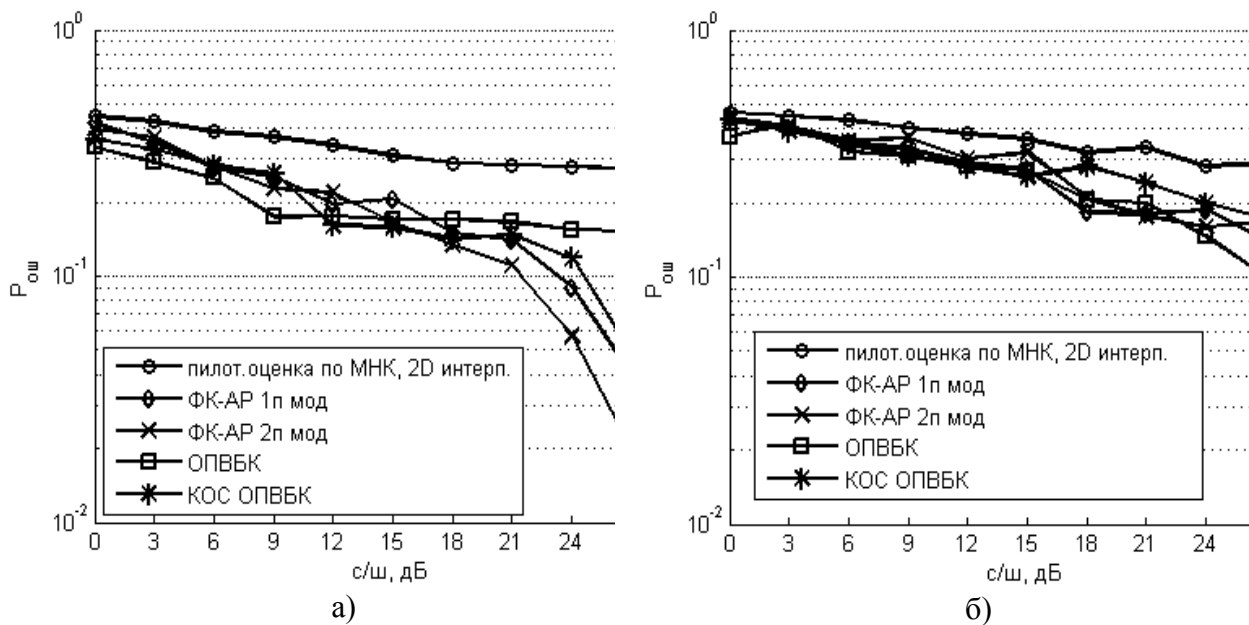 10^0
10^-1
10^-2
P_ош
0 3 6 9 12 15 18 21 24
с/ш, дБ
пилот.оценка по МНК, 2D интерп.
ФК-АР 1п мод
ФК-АР 2п мод
ОПВБК
КОС ОПВБК
а)
10^0
10^-1
10^-2
P_ош
0 3 6 9 12 15 18 21 24
с/ш, дБ
пилот.оценка по МНК, 2D интерп.
ФК-АР 1п мод
ФК-АР 2п мод
ОПВБК
КОС ОПВБК
б)